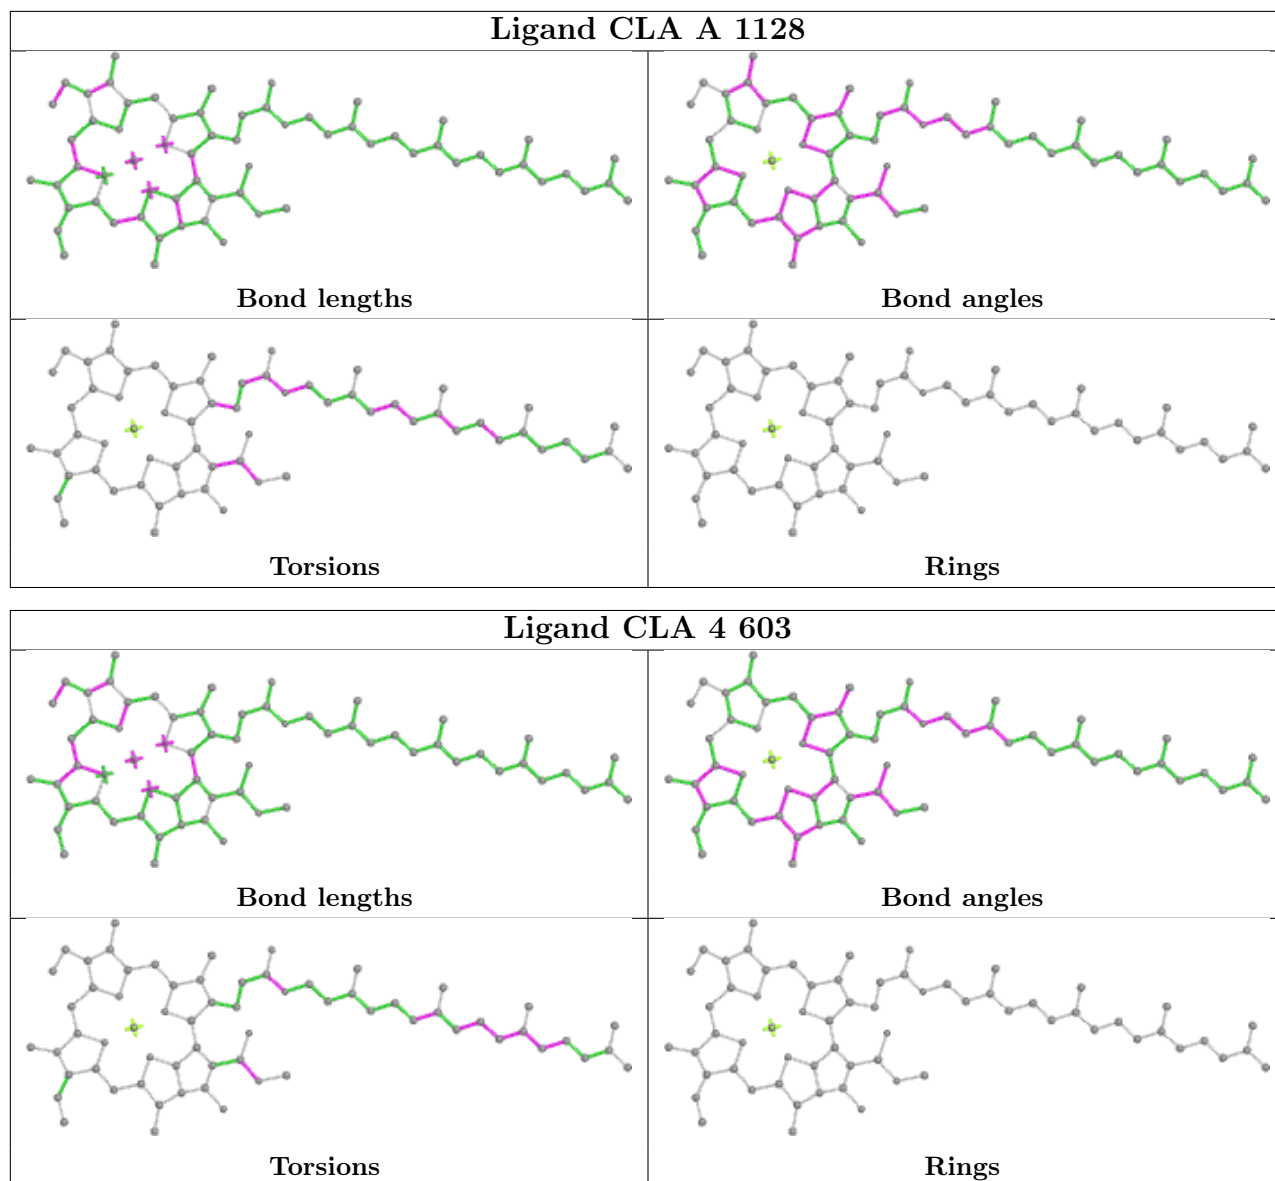 Ligand CLA A 1128
Bond lengths
Bond angles
Torsions
Rings
Ligand CLA 4 603
Bond lengths
Bond angles
Torsions
Rings